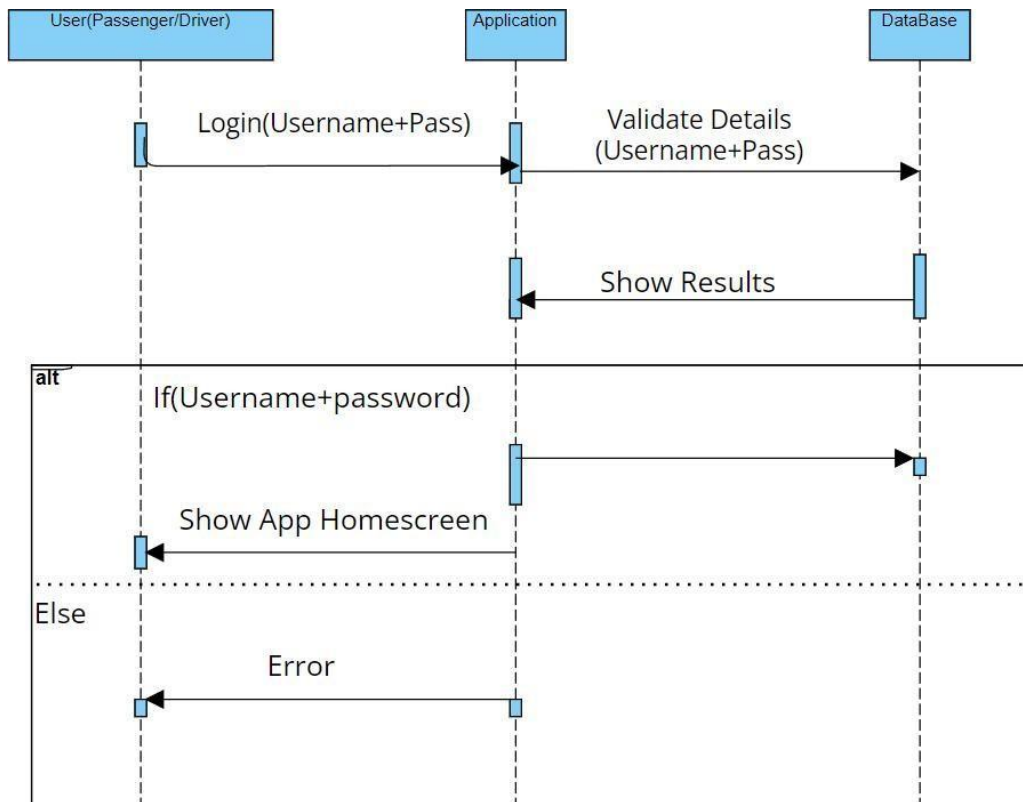 User(Passenger/Driver)
Application
DataBase
Login(Username+Pass)
Validate Details
(Username+Pass)
Show Results
alt
If(Username+password)
Show App Homescreen
Else
Error